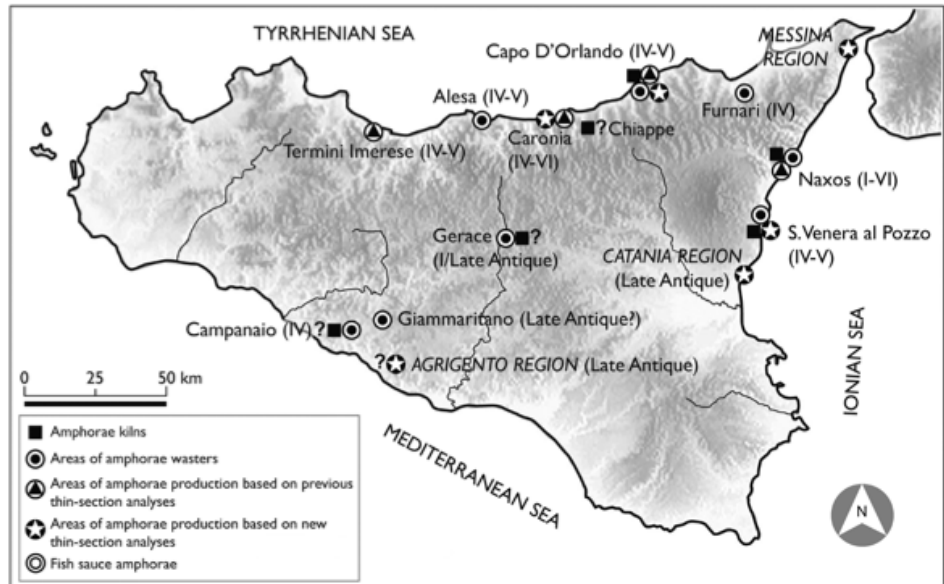 TYRRHENIAN SEA
MESSINA
REGION
Capo D'Orlando (IV-V)
Alesa (IV-V)
Furnari (IV)
Termini Imerese (IV-V)
Caronia
(IV-VI)
? Chiappe
Naxos (I-VI)
S. Venera al Pozzo
(IV-V)
Gerace
(I/Late Antique)
?
CATANIA REGION
(Late Antique)
Campanaio (IV) ?
Giammaritano (Late Antique?)
? AGRIGENTO REGION (Late Antique)
IONIAN SEA
MEDITERRANEAN SEA
0 25 50 km
Amphorae kilns
Areas of amphorae wasters
Areas of amphorae production based on previous
thin-section analyses
Areas of amphorae production based on new
thin-section analyses
Fish sauce amphorae
N